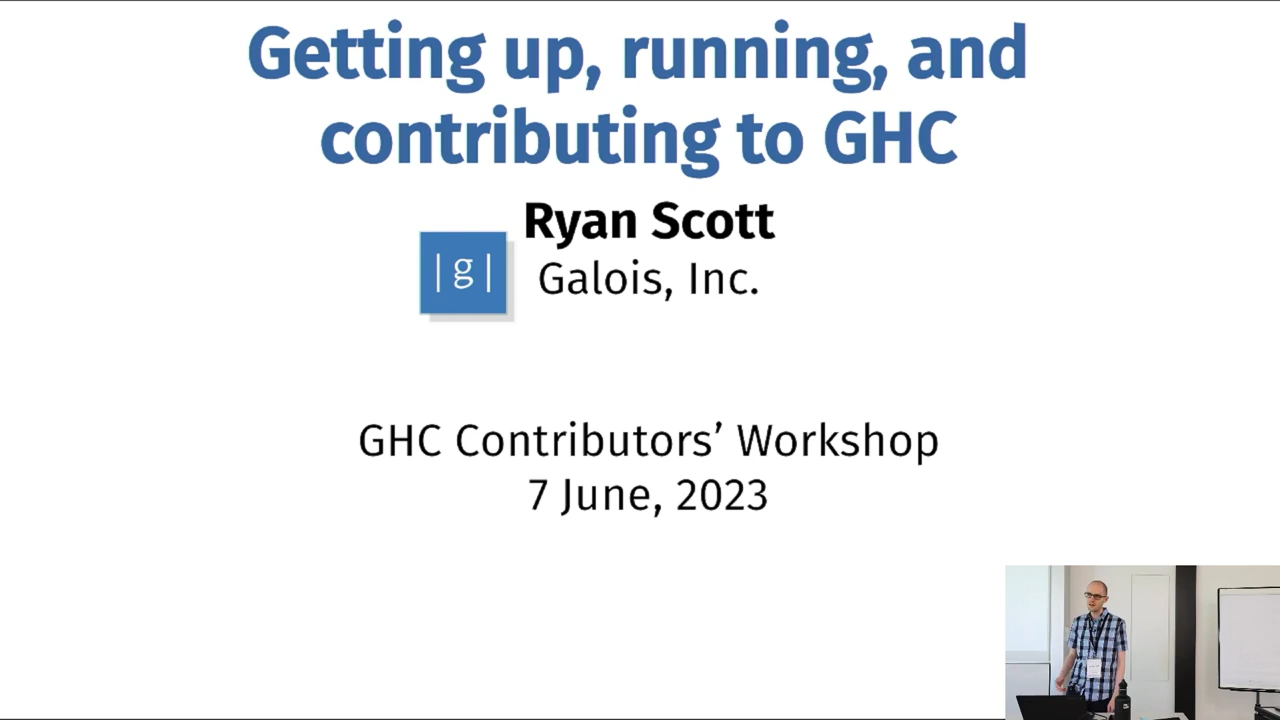 Getting up, running, and
contributing to GHC
Ryan Scott
|g|
Galois, Inc.
GHC Contributors’ Workshop
7 June, 2023